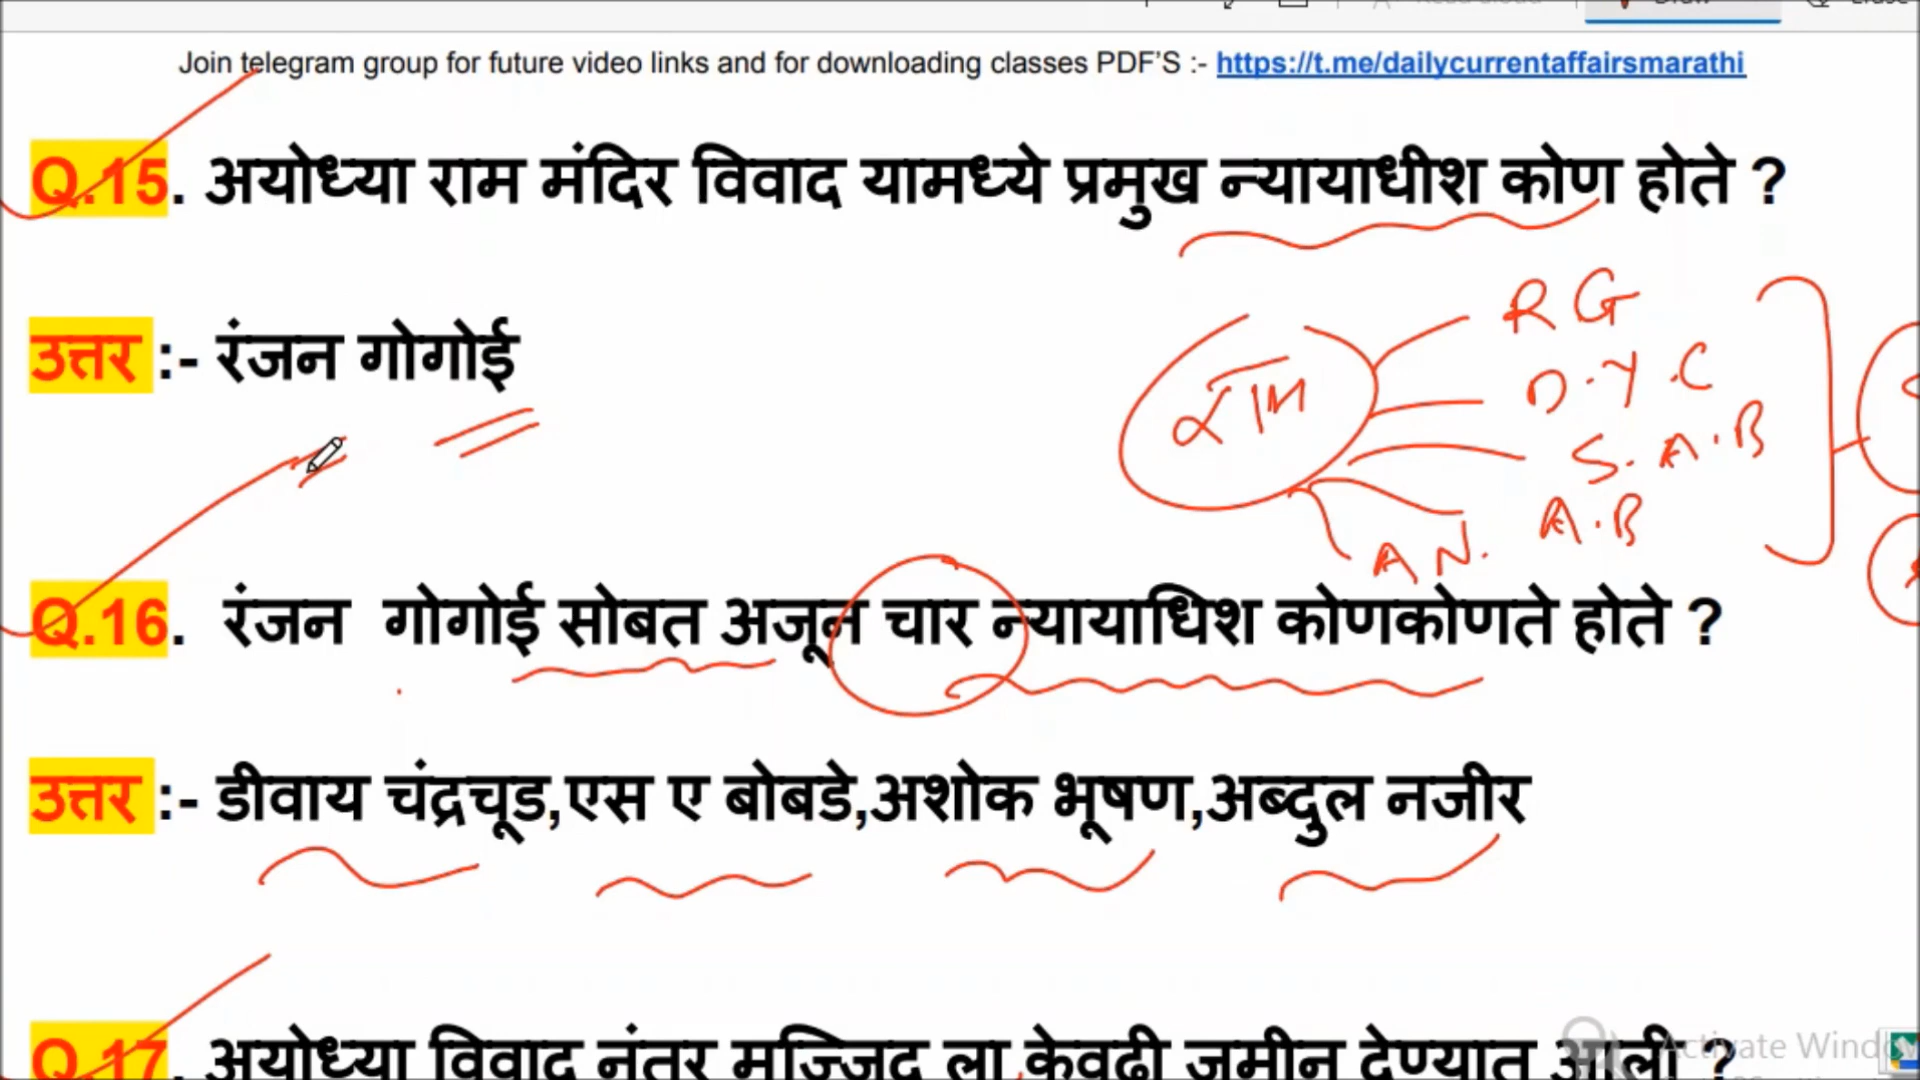 Join telegram group for future video links and for downloading classes PDF'S :- https://t.me/dailycurrentaffairsmarathi
Q.15. अयोध्या राम मंदिर विवाद यामध्ये प्रमुख न्यायाधीश कोण होते ?
उत्तर :- रंजन गोगोई
राम
R G
D.Y.C
S.A.B
A.B
A N.
Q.16. रंजन गोगोई सोबत अजून चार न्यायाधिश कोणकोणते होते ?
उत्तर :- डीवाय चंद्रचूड,एस ए बोबडे,अशोक भूषण,अब्दुल नजीर
Q.17. अयोध्या विवाद नंतर मज्जिद ला केवढी जमीन देण्यात आली ?
Activate Windo